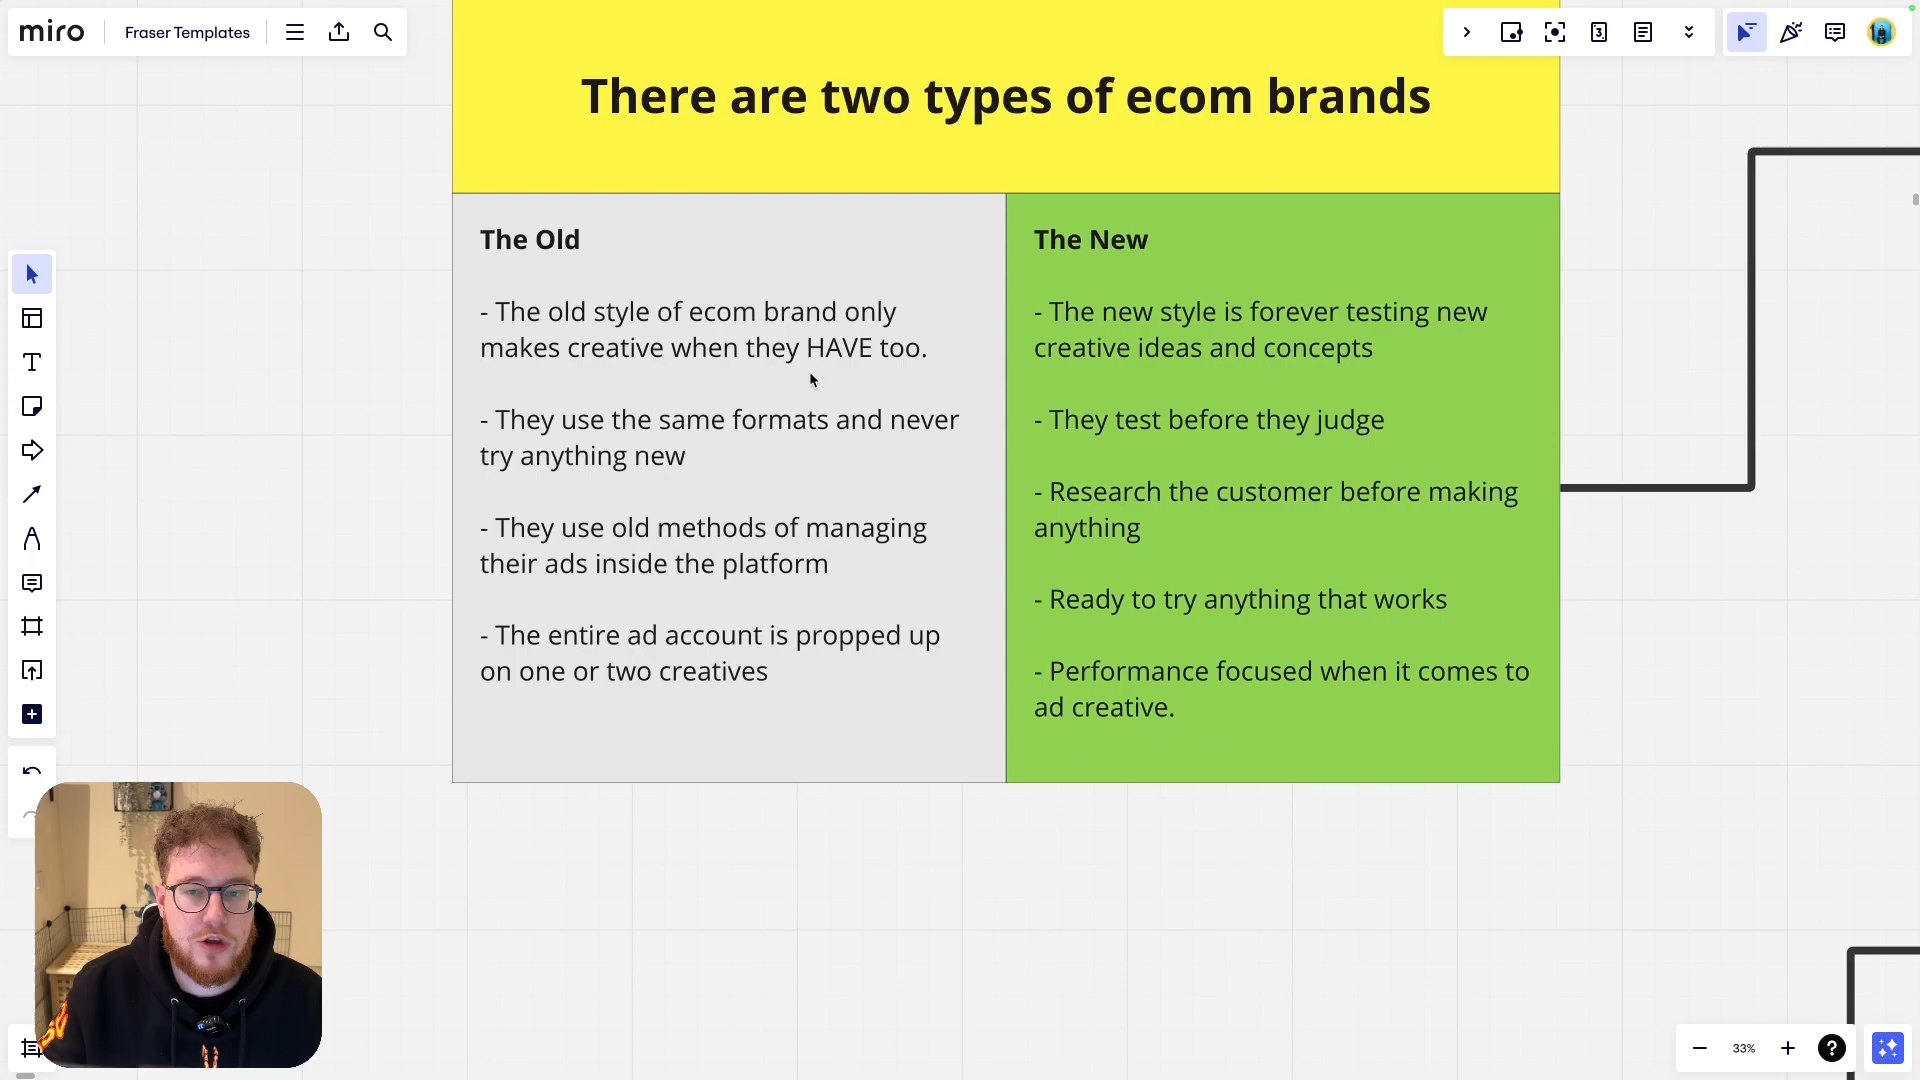 miro
Fraser Templates
3
There are two types of ecom brands
The Old
- The old style of ecom brand only
makes creative when they HAVE too.
- They use the same formats and never
try anything new
- They use old methods of managing
their ads inside the platform
- The entire ad account is propped up
on one or two creatives
The New
- The new style is forever testing new
creative ideas and concepts
- They test before they judge
- Research the customer before making
anything
- Ready to try anything that works
- Performance focused when it comes to
ad creative.
33%
?